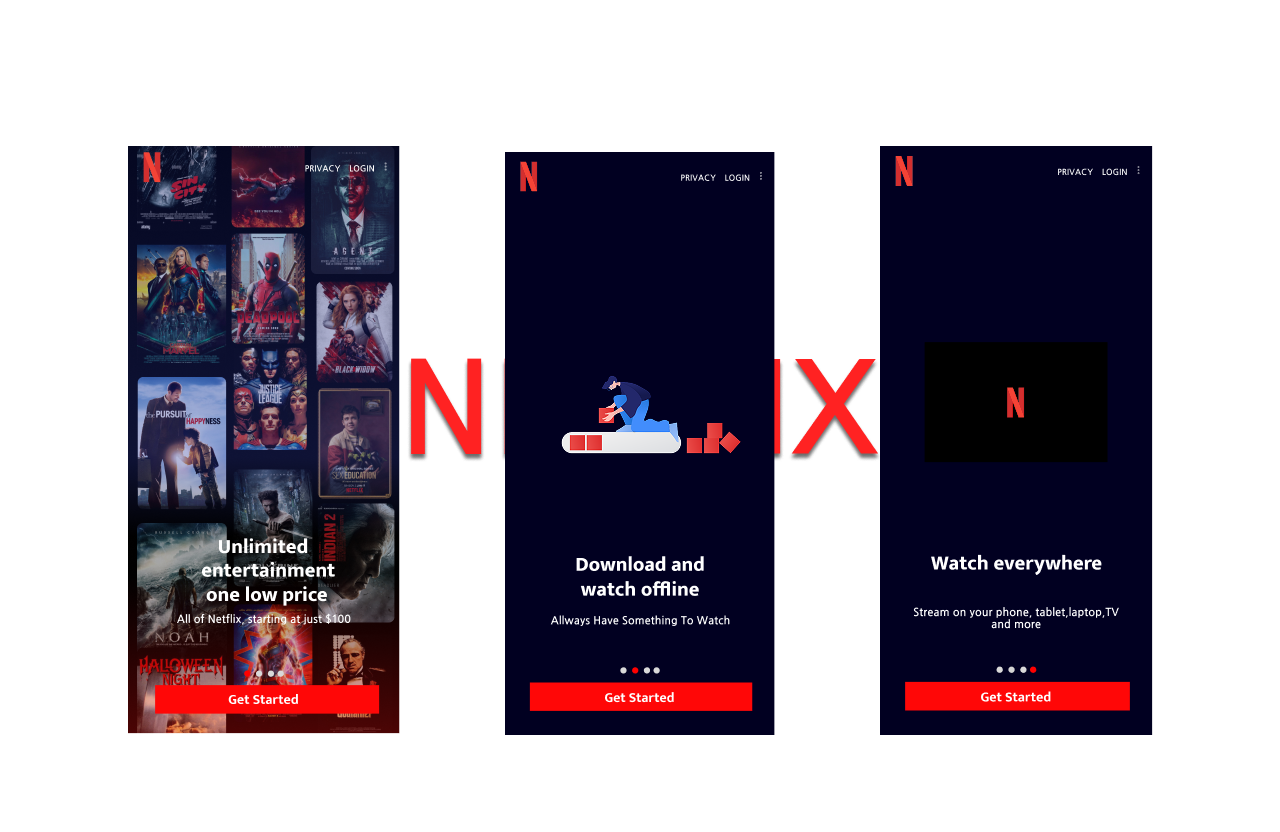 N
PRIVACY LOGIN
SIN
CITY
AGENT
DEADPOOL
MARVEL
BLACK WIDOW
JUSTICE
LEAGUE
the PURSUIT of
HAPPYNESS
SEX EDUCATION
INDIAN 2
RUSSELL CROWE
NOAH
HALLOWEEN
NIGHT
Unlimited
entertainment
one low price
All of Netflix, starting at just $100
Get Started
N
IX
N
PRIVACY LOGIN
Download and
watch offline
Allways Have Something To Watch
Get Started
N
PRIVACY LOGIN
N
Watch everywhere
Stream on your phone, tablet,laptop,TV
and more
Get Started